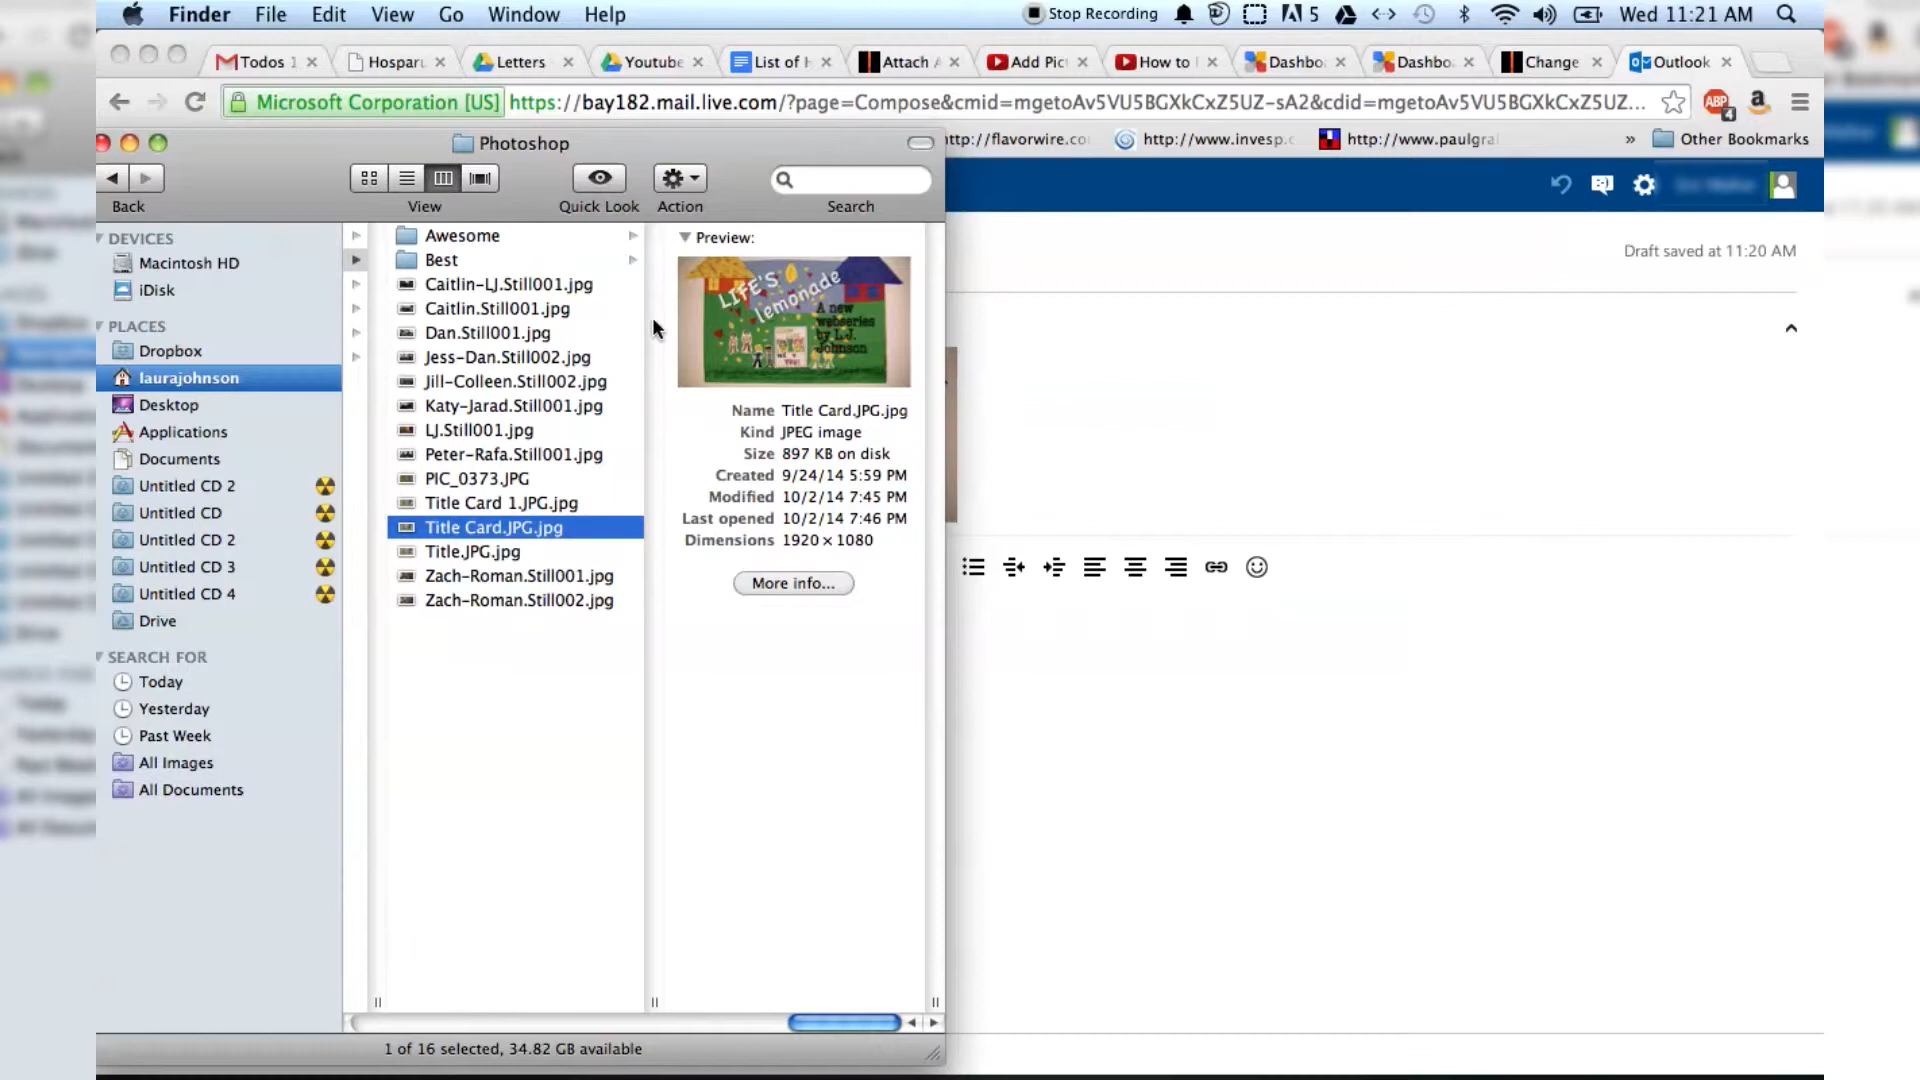 Finder File Edit View Go Window Help Stop Recording 5 Wed 11:21 AM
Todos 1 Hosparu Letters Youtube List of H Attach A Add Pict How to Dashbo Dashbo Change Outlook
Microsoft Corporation [US] https://bay182.mail.live.com/?page=Compose&cmid=mgetoAv5VU5BGXkCxZ5UZ-sA2&cdid=mgetoAv5VU5BGXkCxZ5UZ... ABP 4
Photoshop http://flavorwire.co http://www.invesp.c http://www.paulgral » Other Bookmarks
Back View Quick Look Action Search
Draft saved at 11:20 AM
DEVICES
Macintosh HD
iDisk
PLACES
Dropbox
laurajohnson
Desktop
Applications
Documents
Untitled CD 2
Untitled CD
Untitled CD 2
Untitled CD 3
Untitled CD 4
Drive
SEARCH FOR
Today
Yesterday
Past Week
All Images
All Documents
Awesome
Best
Caitlin-LJ.Still001.jpg
Caitlin.Still001.jpg
Dan.Still001.jpg
Jess-Dan.Still002.jpg
Jill-Colleen.Still002.jpg
Katy-Jarad.Still001.jpg
LJ.Still001.jpg
Peter-Rafa.Still001.jpg
PIC_0373.JPG
Title Card 1.JPG.jpg
Title Card.JPG.jpg
Title.JPG.jpg
Zach-Roman.Still001.jpg
Zach-Roman.Still002.jpg
Preview:
LIFE'S
lemonade
A new
webseries
by L.J.
Johnson
Name Title Card.JPG.jpg
Kind JPEG image
Size 897 KB on disk
Created 9/24/14 5:59 PM
Modified 10/2/14 7:45 PM
Last opened 10/2/14 7:46 PM
Dimensions 1920 × 1080
More info...
1 of 16 selected, 34.82 GB available